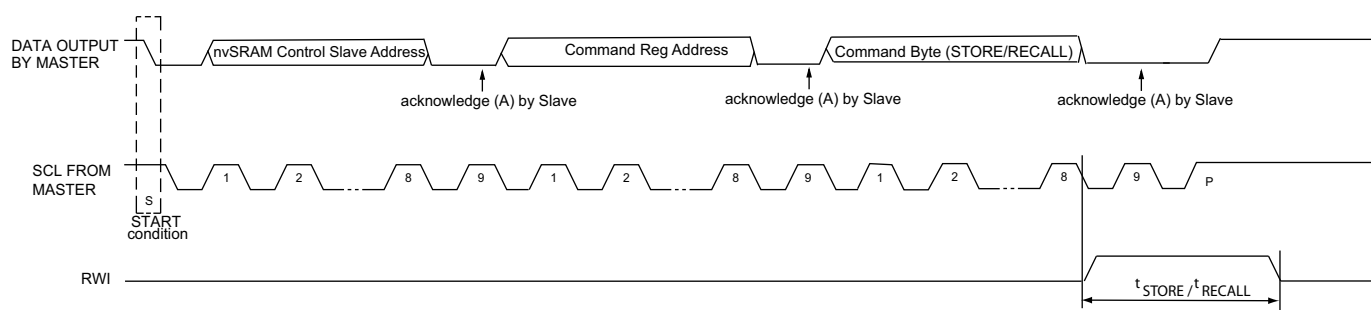 DATA OUTPUT
BY MASTER
nvSRAM Control Slave Address
Command Reg Address
Command Byte (STORE/RECALL)
acknowledge (A) by Slave
acknowledge (A) by Slave
acknowledge (A) by Slave
SCL FROM
MASTER
1 2 8 9 1 2 8 9 1 2 8 9 P
S
START
condition
RWI
tSTORE/tRECALL